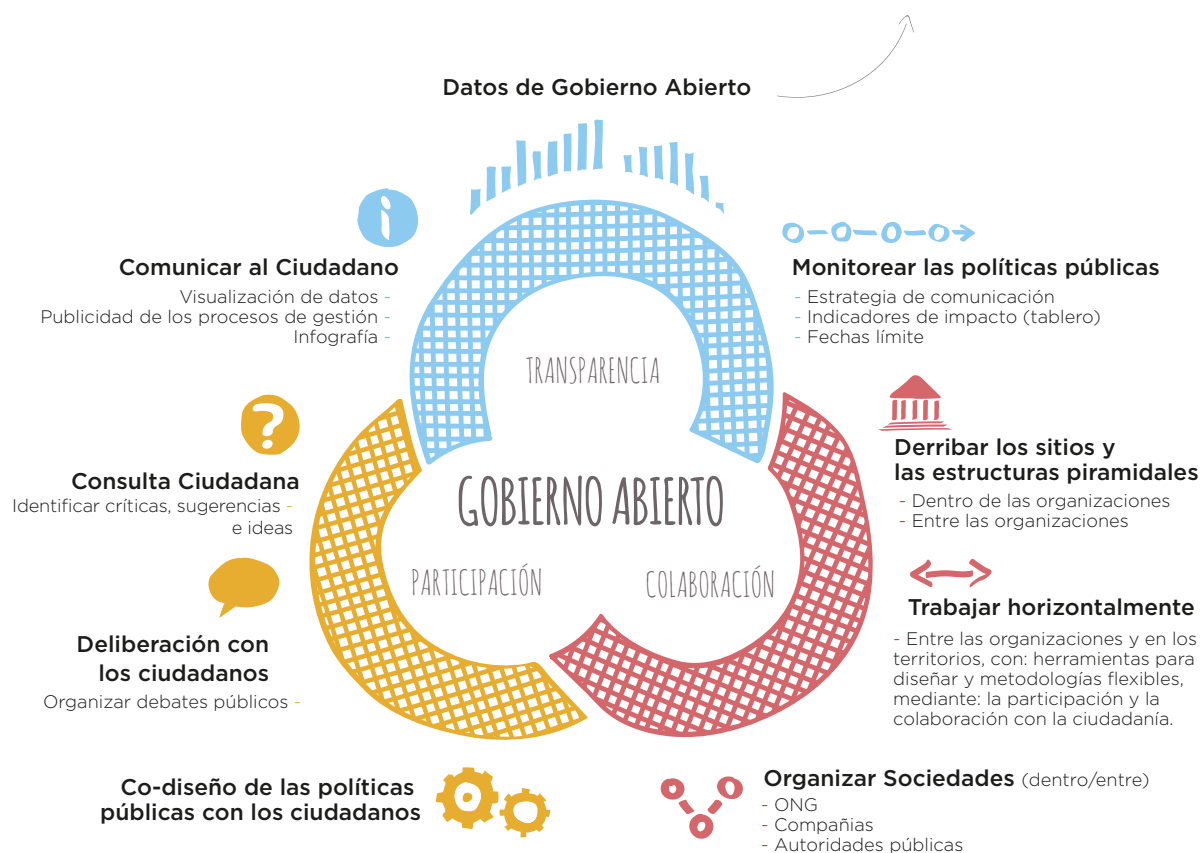 Datos de Gobierno Abierto
Comunicar al Ciudadano
Visualización de datos -
Publicidad de los procesos de gestión -
Infografía -
Monitorear las políticas públicas
- Estrategia de comunicación
- Indicadores de impacto (tablero)
- Fechas límite
TRANSPARENCIA
Consulta Ciudadana
Identificar críticas, sugerencias -
e ideas
GOBIERNO ABIERTO
Derribar los sitios y
las estructuras piramidales
- Dentro de las organizaciones
- Entre las organizaciones
PARTICIPACIÓN
COLABORACIÓN
Deliberación con
los ciudadanos
Organizar debates públicos -
Trabajar horizontalmente
- Entre las organizaciones y en los
territorios, con: herramientas para
diseñar y metodologías flexibles,
mediante: la participación y la
colaboración con la ciudadanía.
Co-diseño de las políticas
públicas con los ciudadanos
Organizar Sociedades (dentro/entre)
- ONG
- Compañias
- Autoridades públicas